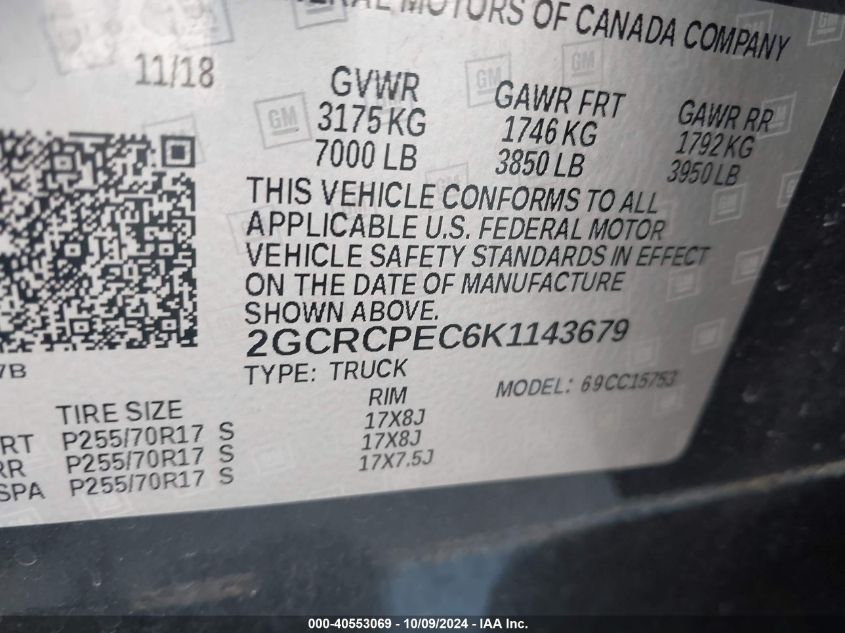 MOTORS OF CANADA COMPANY
11/18
GVWR GAWR FRT GAWR RR
3175 KG 1746 KG 1792 KG
7000 LB 3850 LB 3950 LB
THIS VEHICLE CONFORMS TO ALL
APPLICABLE U.S. FEDERAL MOTOR
VEHICLE SAFETY STANDARDS IN EFFECT
ON THE DATE OF MANUFACTURE
SHOWN ABOVE.
2GCRCPEC6K1143679
7B
TYPE: TRUCK MODEL: 69CC15753
TIRE SIZE RIM
RT P255/70R17 S 17X8J
RR P255/70R17 S 17X8J
SPA P255/70R17 S 17X7.5J
GM
000-40553069 - 10/09/2024 - IAA Inc.